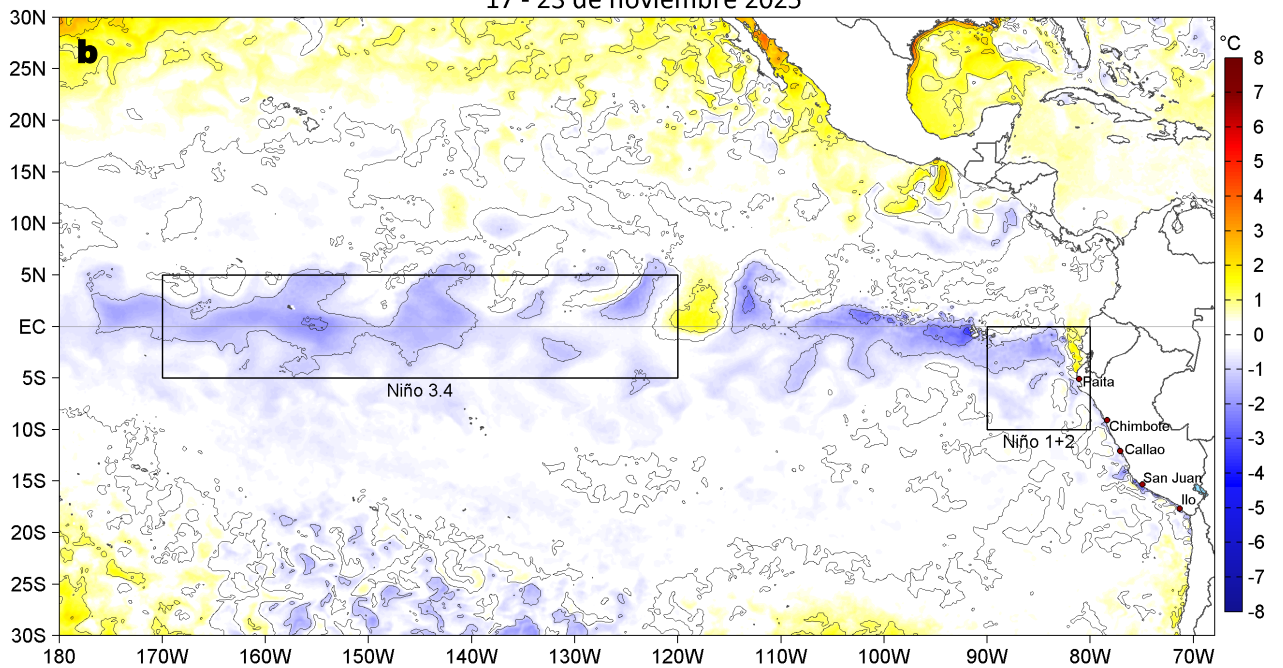 17 - 23 de noviembre 2025
b
°C
30N
25N
20N
15N
10N
5N
EC
5S
10S
15S
20S
25S
30S
180
170W
160W
150W
140W
130W
120W
110W
100W
90W
80W
70W
8
7
6
5
4
3
2
1
0
-1
-2
-3
-4
-5
-6
-7
-8
Niño 3.4
Niño 1+2
Paita
Chimbote
Callao
San Juan
Ilo